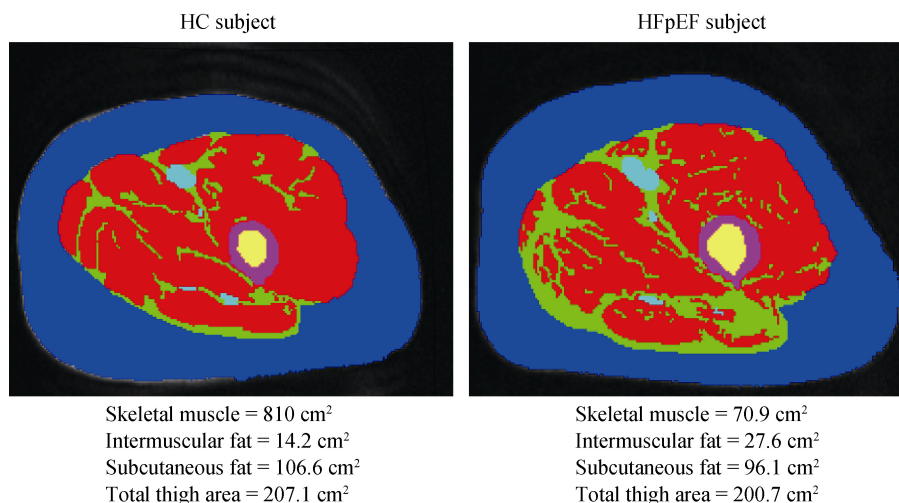 HC subject
HFpEF subject
Skeletal muscle = 810 cm²
Intermuscular fat = 14.2 cm²
Subcutaneous fat = 106.6 cm²
Total thigh area = 207.1 cm²
Skeletal muscle = 70.9 cm²
Intermuscular fat = 27.6 cm²
Subcutaneous fat = 96.1 cm²
Total thigh area = 200.7 cm²